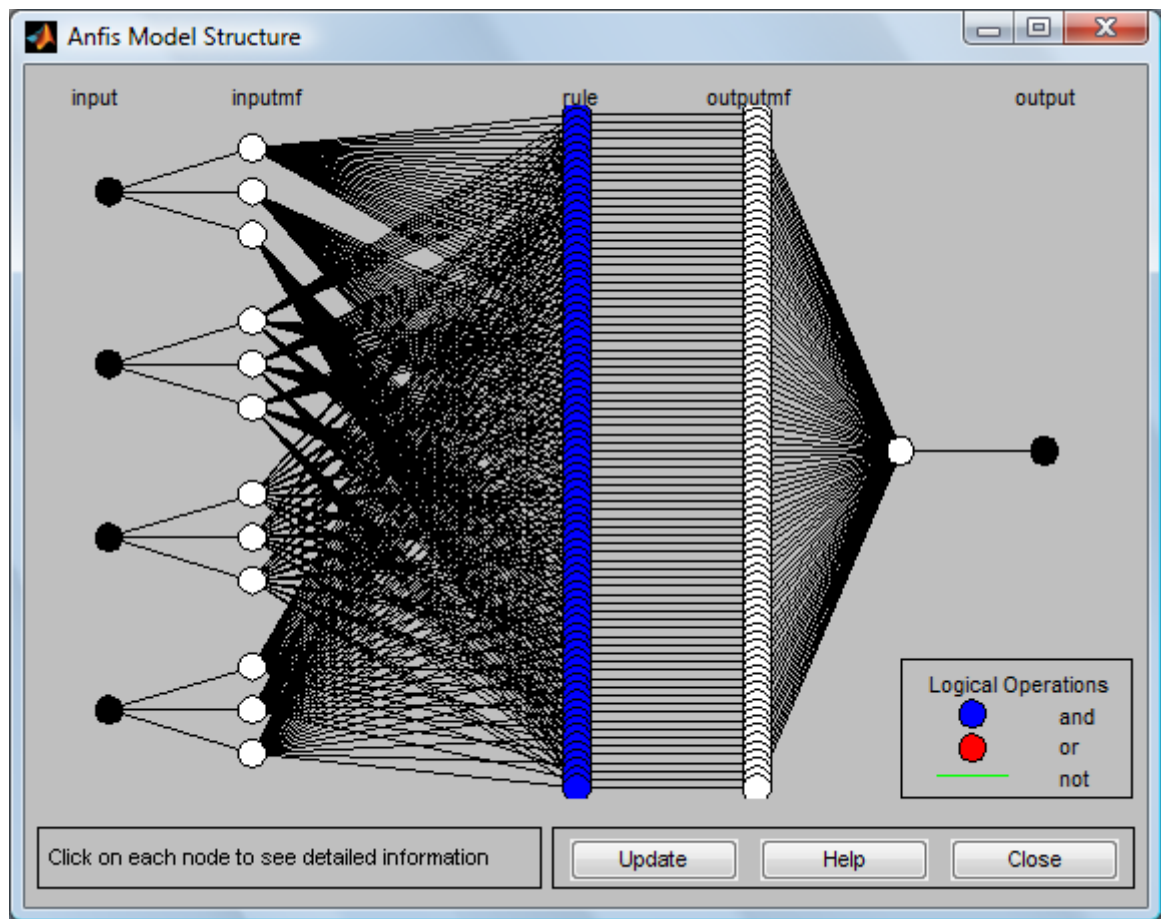 Anfis Model Structure
input inputmf rule outputmf output
Logical Operations
and
or
not
Click on each node to see detailed information
Update Help Close